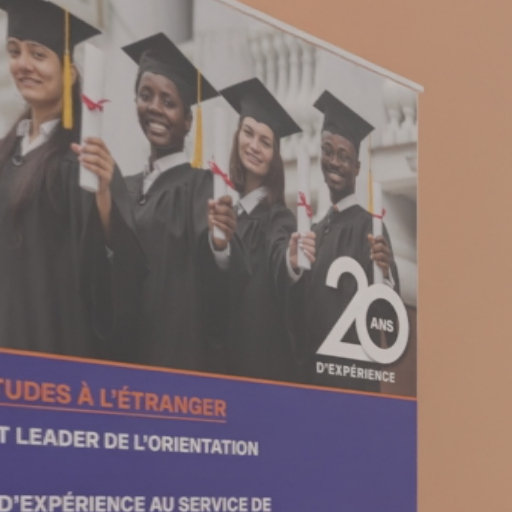 20
ANS
D'EXPÉRIENCE
TUDES À L'ÉTRANGER
T LEADER DE L'ORIENTATION
D'EXPÉRIENCE AU SERVICE DE